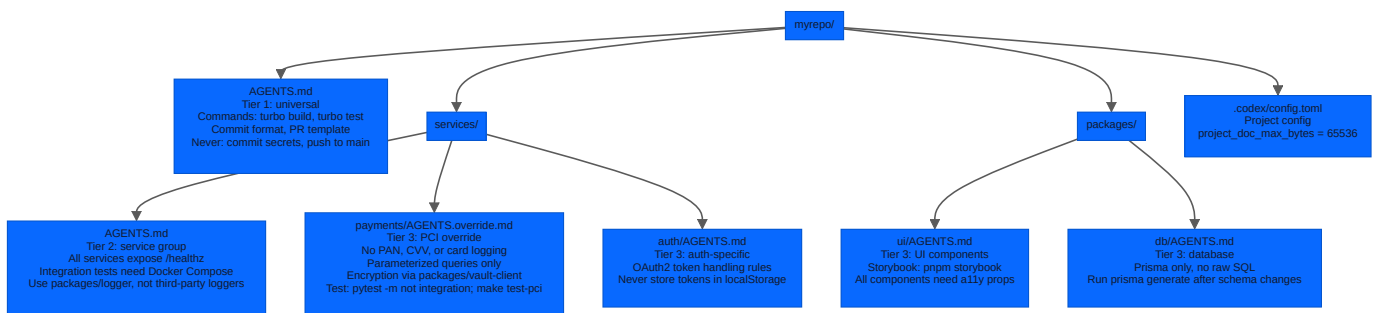 myrepo/
AGENTS.md
Tier 1: universal
Commands: turbo build, turbo test
Commit format, PR template
Never: commit secrets, push to main
services/
packages/
.codex/config.toml
Project config
project_doc_max_bytes = 65536
AGENTS.md
Tier 2: service group
All services expose /healthz
Integration tests need Docker Compose
Use packages/logger, not third-party loggers
payments/AGENTS.override.md
Tier 3: PCI override
No PAN, CVV, or card logging
Parameterized queries only
Encryption via packages/vault-client
Test: pytest -m not integration; make test-pci
auth/AGENTS.md
Tier 3: auth-specific
OAuth2 token handling rules
Never store tokens in localStorage
ui/AGENTS.md
Tier 3: UI components
Storybook: pnpm storybook
All components need a11y props
db/AGENTS.md
Tier 3: database
Prisma only, no raw SQL
Run prisma generate after schema changes